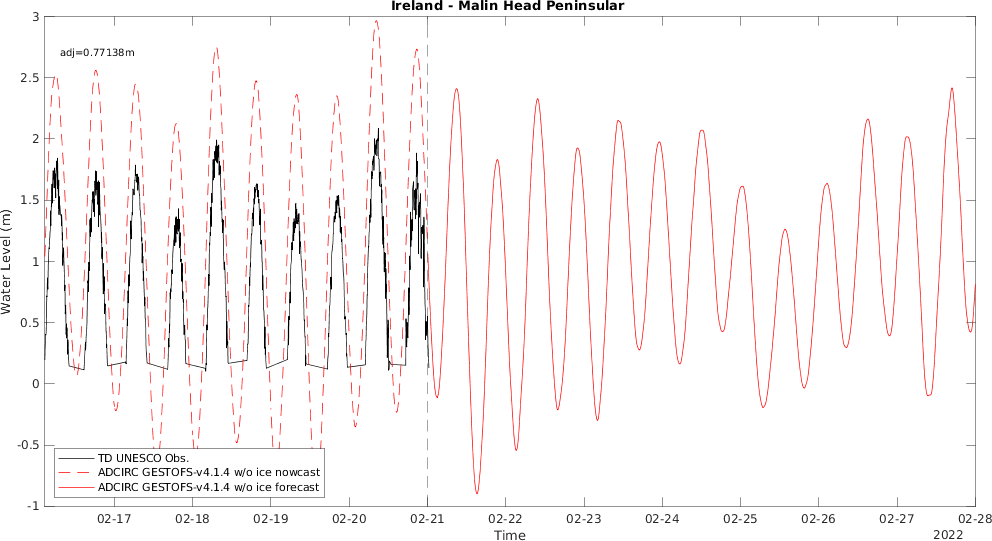 Ireland - Malin Head Peninsular
adj=0.77138m
3
2.5
2
1.5
1
0.5
0
-0.5
-1
Water Level (m)
TD UNESCO Obs.
ADCIRC GESTOFS-v4.1.4 w/o ice nowcast
ADCIRC GESTOFS-v4.1.4 w/o ice forecast
02-17 02-18 02-19 02-20 02-21 02-22 02-23 02-24 02-25 02-26 02-27 02-28
Time
2022